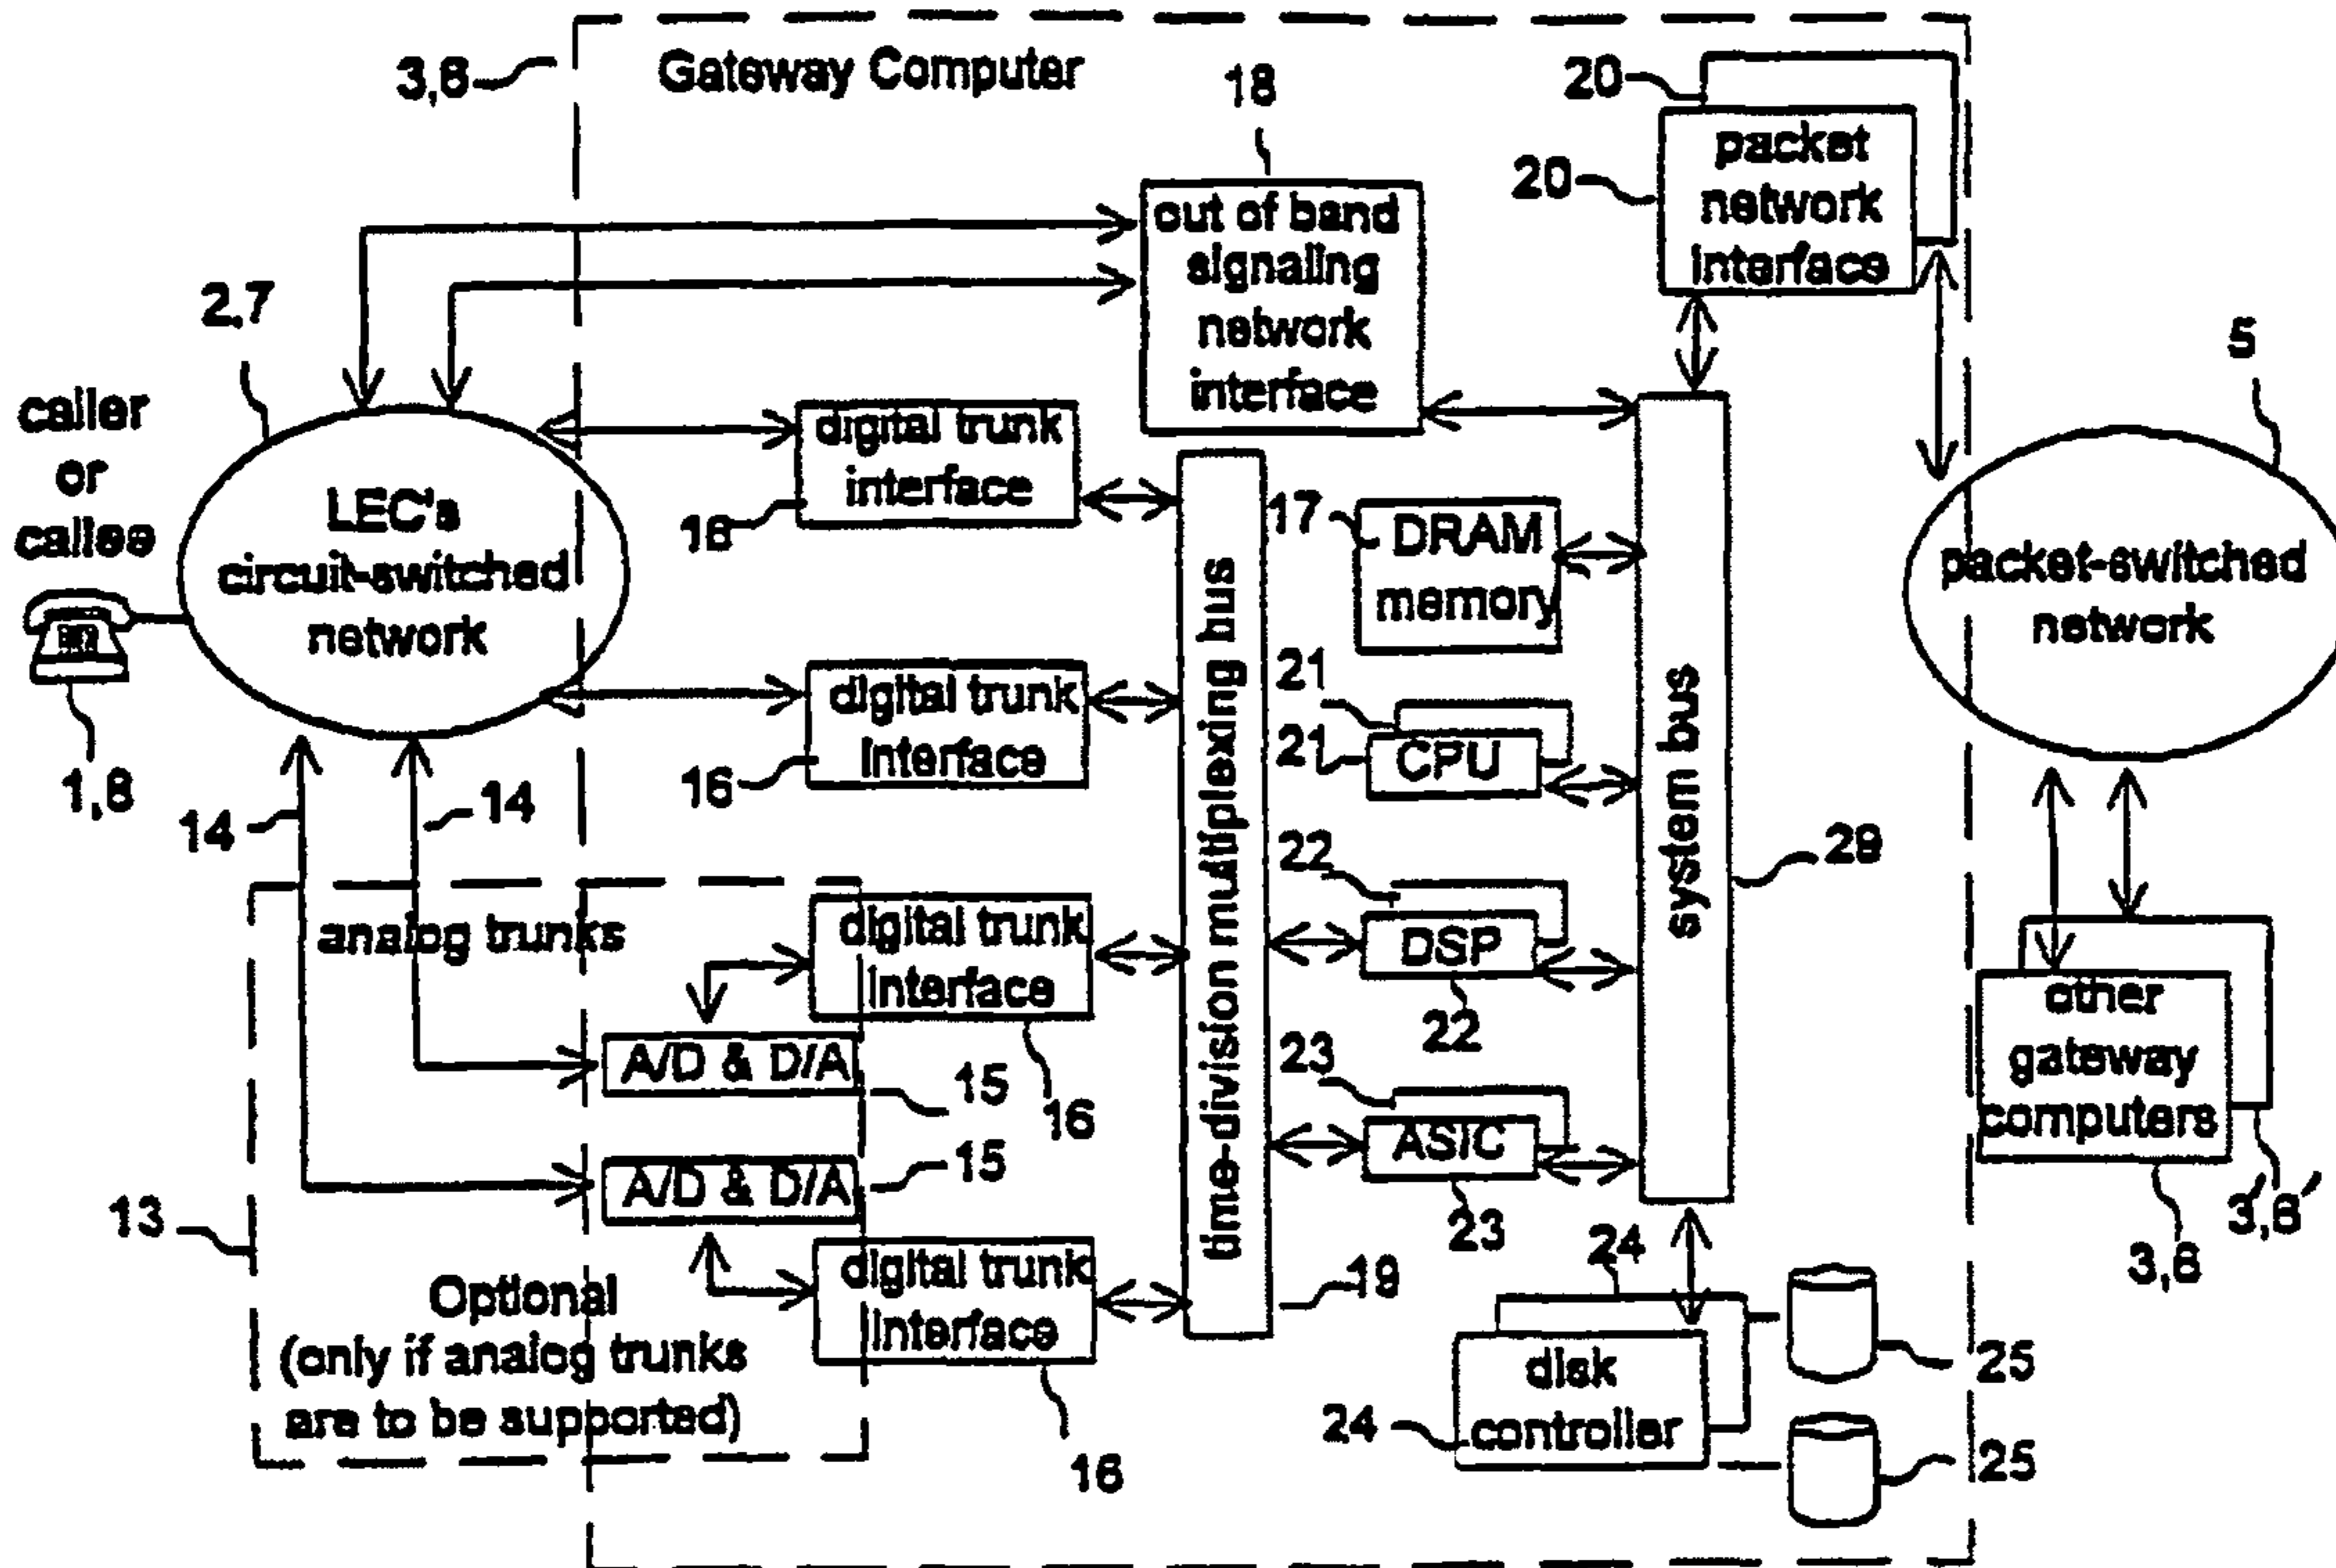 3,6
Gateway Computer
18
20
20
packet
network
interface
out of band
signaling
network
interface
2,7
5
caller
or
callee
LEC's
circuit-switched
network
digital trunk
interface
16
17
DRAM
memory
packet-switched
network
digital trunk
interface
16
1,8
14
14
time-division multiplexing bus
21
21
CPU
system bus
29
22
DSP
22
analog trunks
digital trunk
interface
16
A/D & D/A
15
23
ASIC
23
other
gateway
computers
3,6
3',6'
A/D & D/A
15
13
digital trunk
interface
16
19
Optional
(only if analog trunks
are to be supported)
24
disk
controller
24
25
25